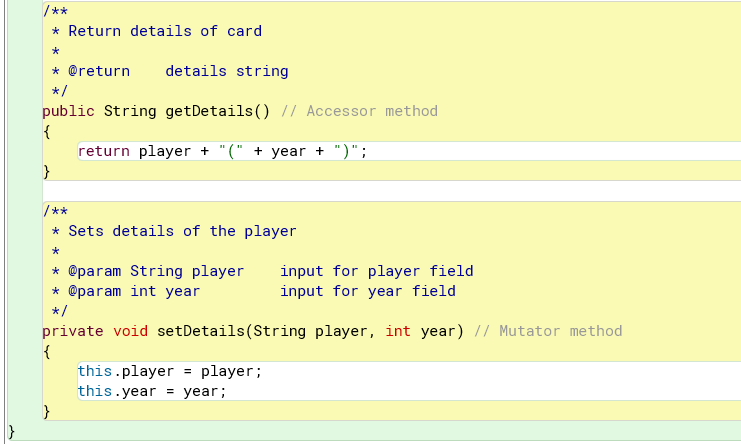 /**
 * Return details of card
 *
 * @return    details string
 */
public String getDetails() // Accessor method
{
    return player + "(" + year + ")";
}
/**
 * Sets details of the player
 *
 * @param String player    input for player field
 * @param int year         input for year field
 */
private void setDetails(String player, int year) // Mutator method
{
    this.player = player;
    this.year = year;
}
}